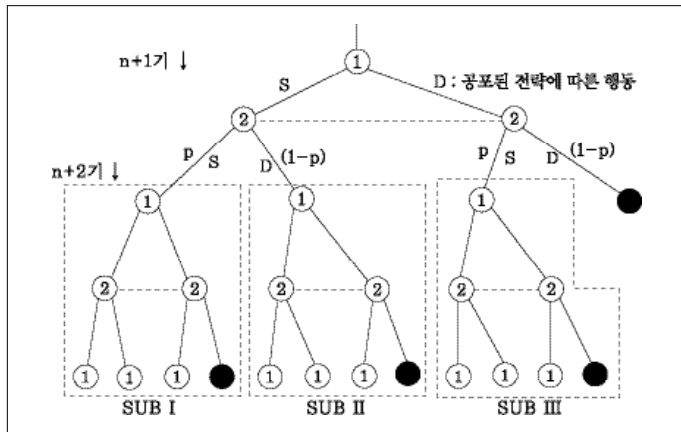 1
n+1기 ↓
S
D : 공포된 전략에 따른 행동
2 2
p S D (1-p) p S D (1-p)
n+2기 ↓
1 1 1
2 2 2 2 2 2
1 1 1 1 1 1 1 1 1
SUB I SUB II SUB III